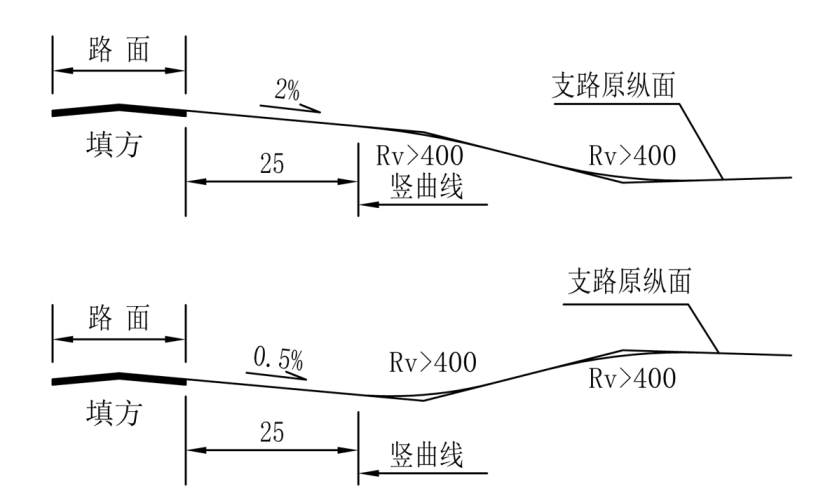 路 面
2%
支路原纵面
填方
25
Rv>400
Rv>400
竖曲线
支路原纵面
路 面
0.5%
Rv>400
Rv>400
填方
25
竖曲线